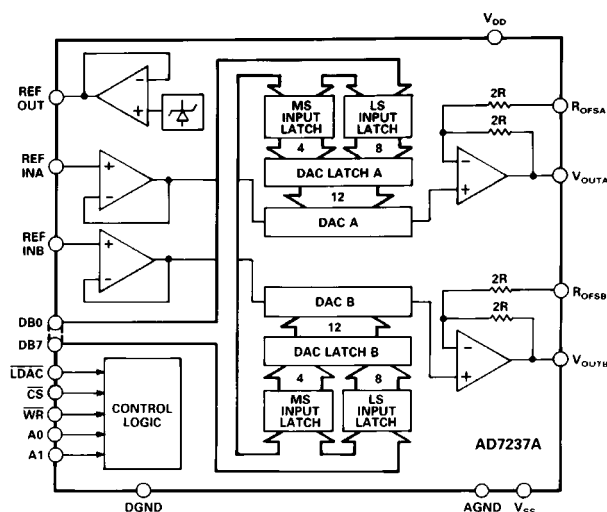 V_DD
REF
OUT
MS
INPUT
LATCH
LS
INPUT
LATCH
2R
R_OFSA
2R
4
8
REF
INA
DAC LATCH A
V_OUTA
12
DAC A
REF
INB
DAC B
2R
R_OFSB
2R
DB0
12
DB7
DAC LATCH B
V_OUTB
LDAC
4
8
CS
CONTROL
LOGIC
MS
INPUT
LATCH
LS
INPUT
LATCH
WR
A0
A1
AD7237A
DGND
AGND
V_SS